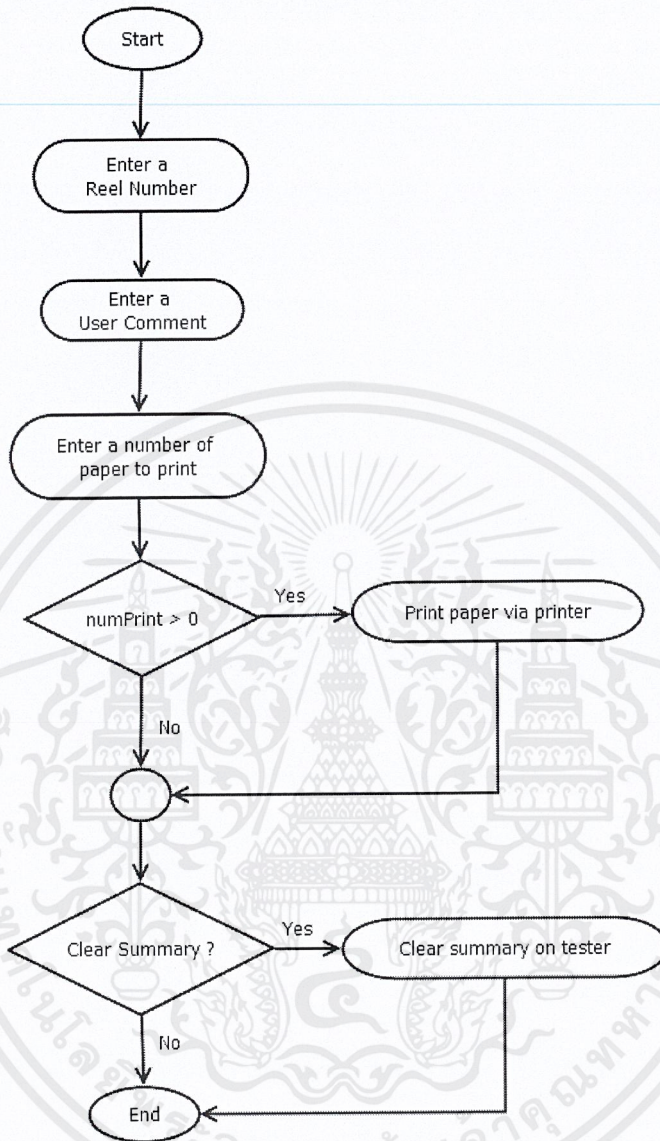 Start
Enter a
Reel Number
Enter a
User Comment
Enter a number of
paper to print
numPrint > 0
Yes
Print paper via printer
No
Clear Summary ?
Yes
Clear summary on tester
No
End